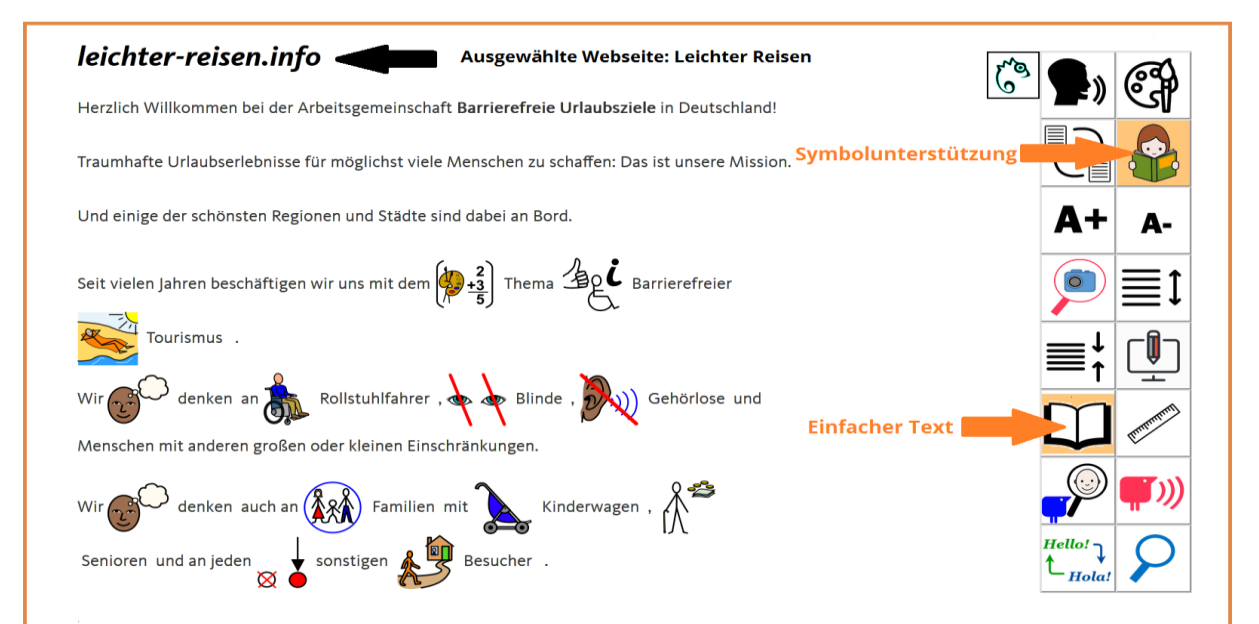 leichter-reisen.info
Ausgewählte Webseite: Leichter Reisen
Herzlich Willkommen bei der Arbeitsgemeinschaft Barrierefreie Urlaubsziele in Deutschland!
Traumhafte Urlaubserlebnisse für möglichst viele Menschen zu schaffen: Das ist unsere Mission.
Symbolunterstützung
Und einige der schönsten Regionen und Städte sind dabei an Bord.
A+ A-
Seit vielen Jahren beschäftigen wir uns mit dem 2 +3 5 Thema i Barrierefreier
Tourismus .
Wir denken an Rollstuhlfahrer , Blinde , Gehörlose und
Einfacher Text
Menschen mit anderen großen oder kleinen Einschränkungen.
Wir denken auch an Familien mit Kinderwagen ,
Senioren und an jeden sonstigen Besucher .
Hello!
Hola!